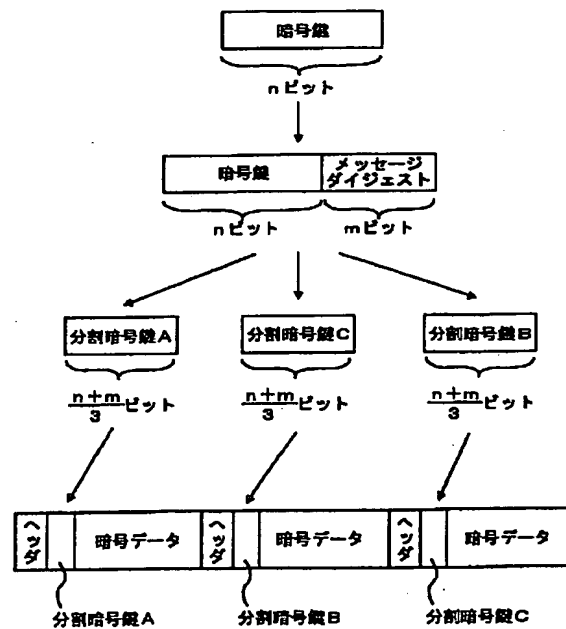 暗号鍵
nビット
暗号鍵
メッセージ
ダイジェスト
nビット
mビット
分割暗号鍵A
分割暗号鍵C
分割暗号鍵B
n+m
3
ビット
n+m
3
ビット
n+m
3
ビット
ヘッダ
暗号データ
ヘッダ
暗号データ
ヘッダ
暗号データ
分割暗号鍵A
分割暗号鍵B
分割暗号鍵C